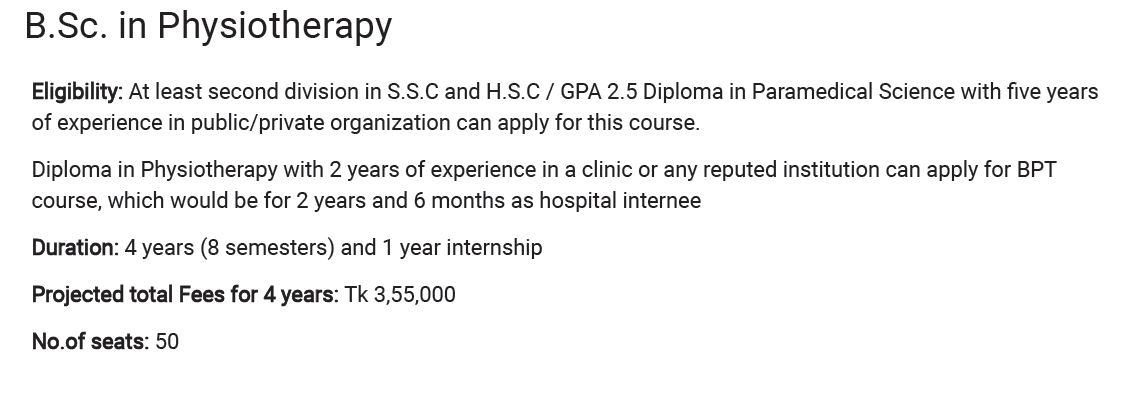 B.Sc. in Physiotherapy
Eligibility: At least second division in S.S.C and H.S.C / GPA 2.5 Diploma in Paramedical Science with five years
of experience in public/private organization can apply for this course.
Diploma in Physiotherapy with 2 years of experience in a clinic or any reputed institution can apply for BPT
course, which would be for 2 years and 6 months as hospital internee
Duration: 4 years (8 semesters) and 1 year internship
Projected total Fees for 4 years: Tk 3,55,000
No.of seats: 50